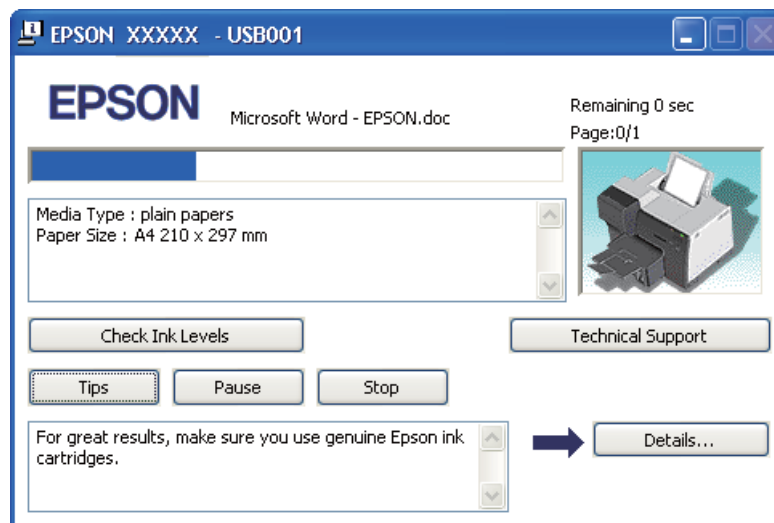 EPSON XXXXX - USB001
EPSON
Microsoft Word - EPSON.doc
Remaining 0 sec
Page:0/1
Media Type : plain papers
Paper Size : A4 210 x 297 mm
Check Ink Levels
Technical Support
Tips
Pause
Stop
For great results, make sure you use genuine Epson ink
cartridges.
Details...